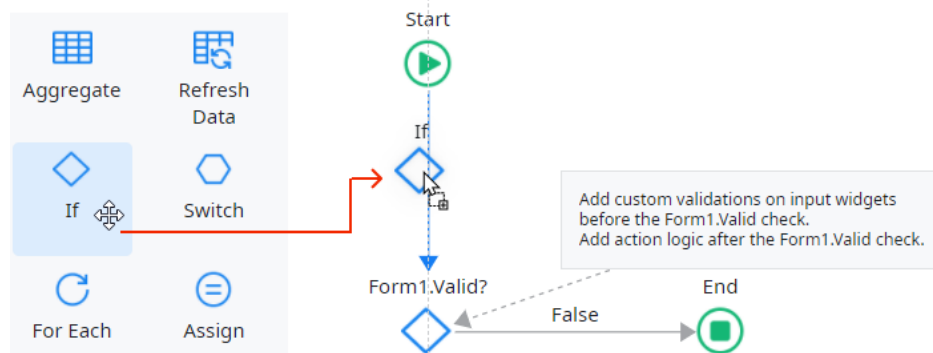 Aggregate
Refresh
Data
If
Switch
For Each
Assign
Start
If
Add custom validations on input widgets
before the Form1.Valid check.
Add action logic after the Form1.Valid check.
Form1.Valid?
False
End